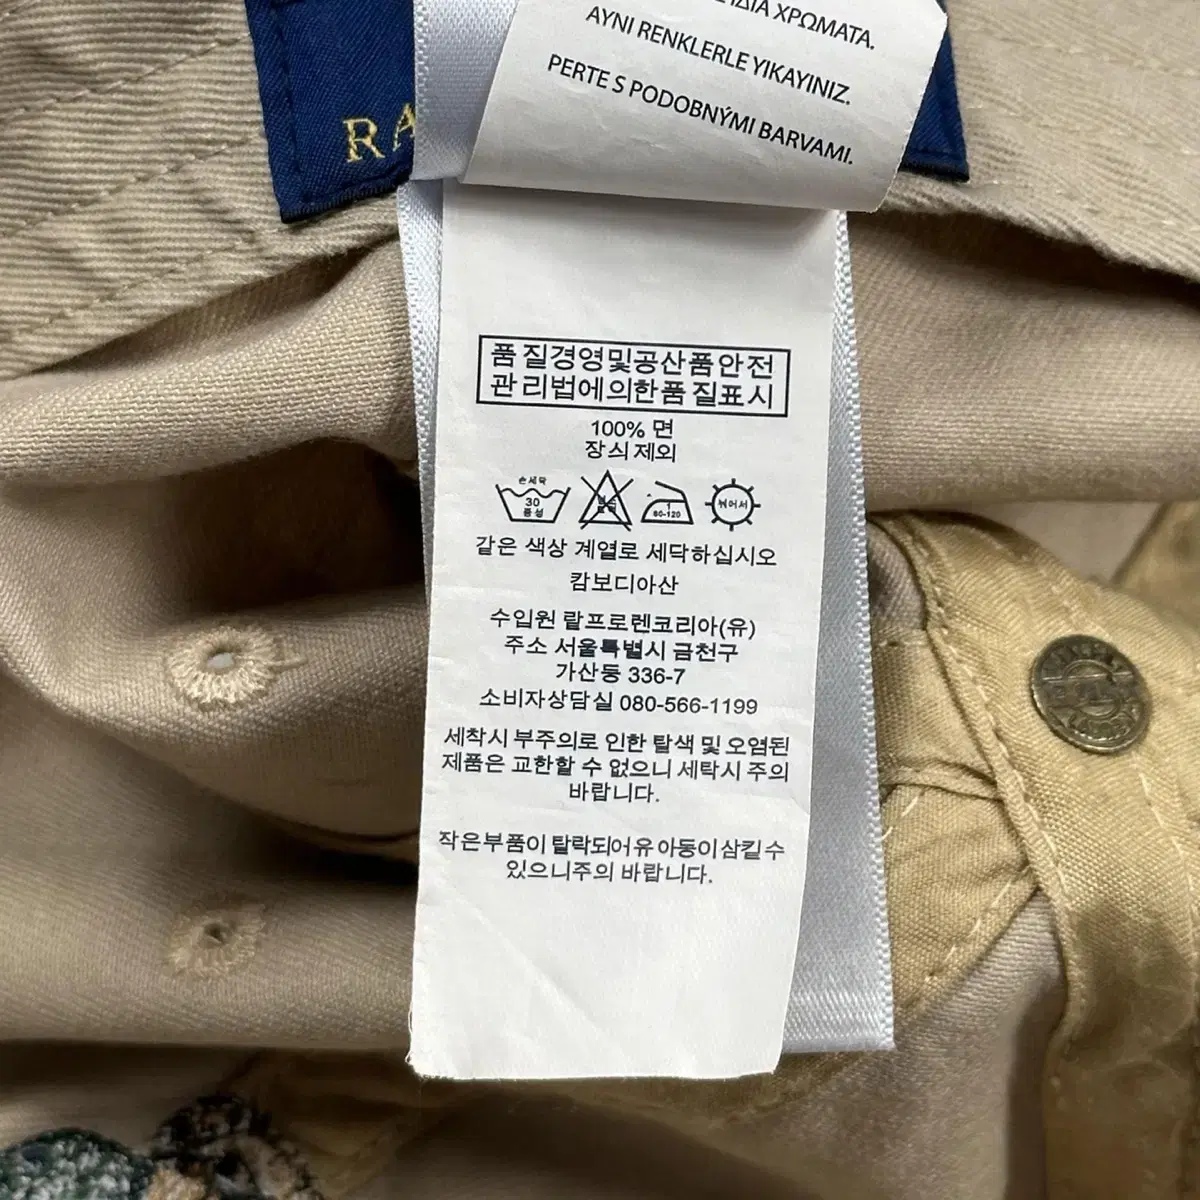 ΙΔΙΑ ΧΡΩΜΑΤΑ.
AYNI RENKLERLE YIKAYINIZ.
PERTE S PODOBNÝMI BARVAMI.
RA
품질경영및공산품안전
관리법에의한품질표시
100% 면
장식제외
손세탁
30
중성
1
80-120
뉘어서
같은 색상 계열로 세탁하십시오
캄보디아산
수입원 랄프로렌코리아(유)
주소 서울특별시 금천구
가산동 336-7
소비자상담실 080-566-1199
세착시 부주의로 인한 탈색 및 오염된
제품은 교한할 수 없으니 세탁시 주의
바랍니다.
작은부품이 탈락되어유아동이삼킬수
있으니주의 바랍니다.